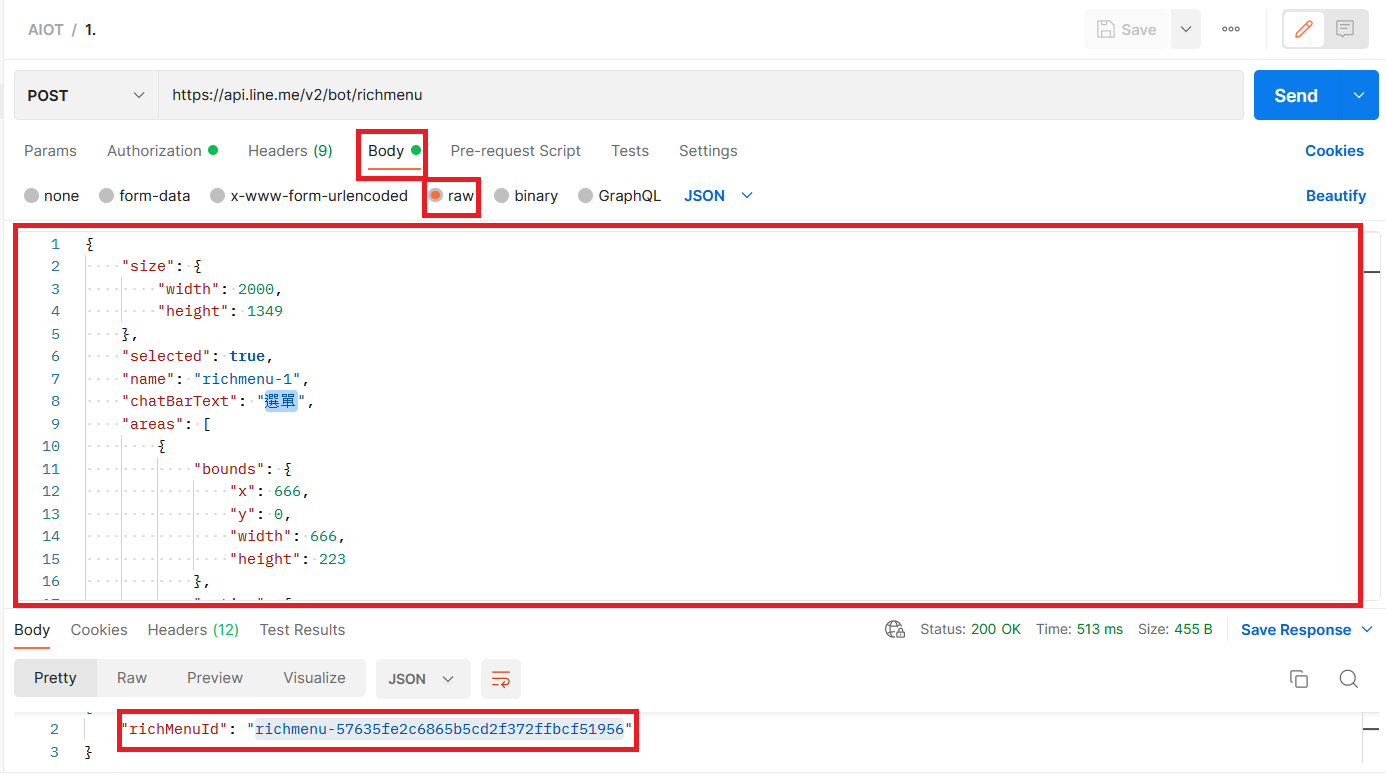 AIOT / 1.
Save
POST https://api.line.me/v2/bot/richmenu Send
Params Authorization Headers (9) Body Pre-request Script Tests Settings Cookies
none form-data x-www-form-urlencoded raw binary GraphQL JSON Beautify
1 {
2 "size": {
3 "width": 2000,
4 "height": 1349
5 },
6 "selected": true,
7 "name": "richmenu-1",
8 "chatBarText": "選單",
9 "areas": [
10 {
11 "bounds": {
12 "x": 666,
13 "y": 0,
14 "width": 666,
15 "height": 223
16 },
Body Cookies Headers (12) Test Results Status: 200 OK Time: 513 ms Size: 455 B Save Response
Pretty Raw Preview Visualize JSON
2 "richMenuId": "richmenu-57635fe2c6865b5cd2f372ffbcf51956"
3 }